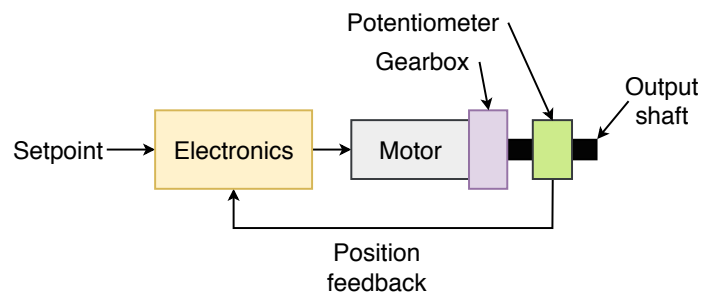 Potentiometer
Gearbox
Output
shaft
Setpoint
Electronics
Motor
Position
feedback